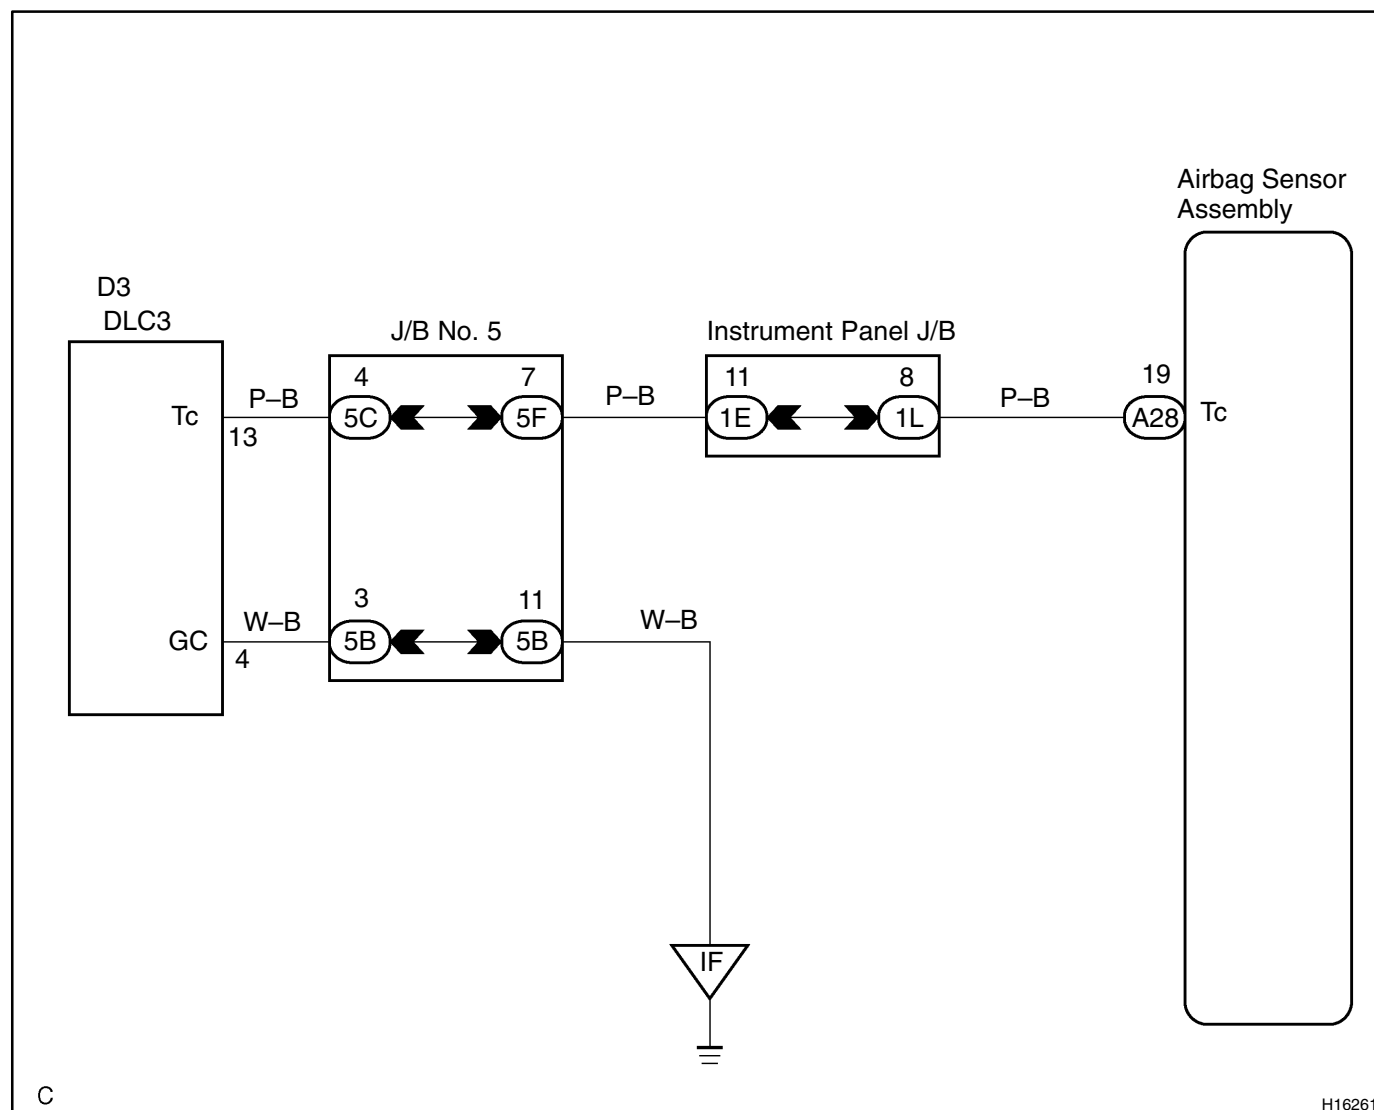 Airbag Sensor
Assembly
D3
DLC3
J/B No. 5
Instrument Panel J/B
4
7
11
8
19
P–B
P–B
P–B
Tc
13
5C
5F
1E
1L
A28
Tc
3
11
W–B
W–B
GC
4
5B
5B
IF
C
H16261